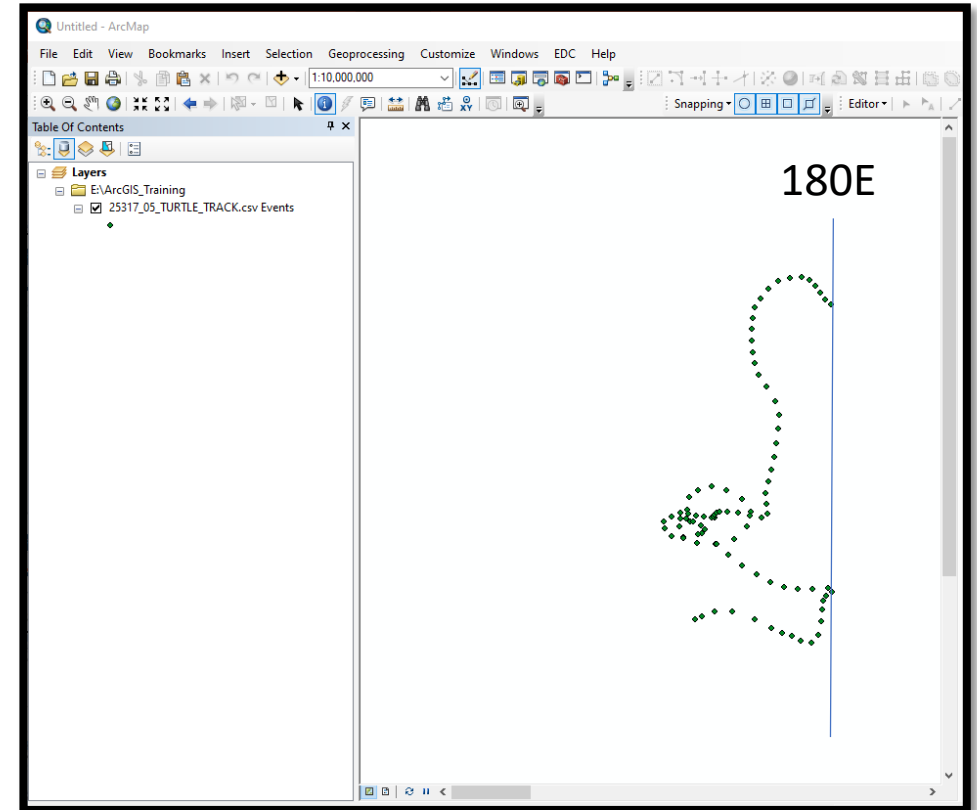 Untitled - ArcMap
File Edit View Bookmarks Insert Selection Geoprocessing Customize Windows EDC Help
1:10,000,000
Snapping Editor
Table Of Contents
Layers
E:\ArcGIS_Training
25317_05_TURTLE_TRACK.csv Events
180E